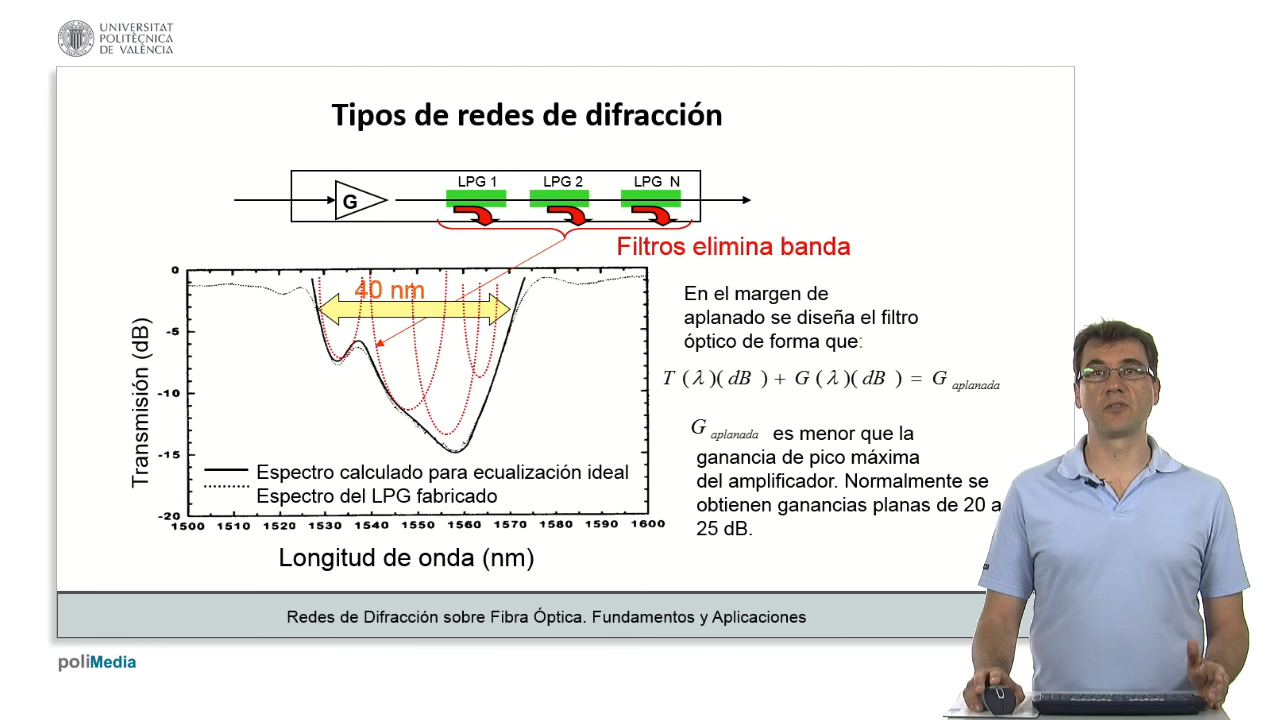 UNIVERSITAT
POLITÈCNICA
DE VALÈNCIA
Tipos de redes de difracción
LPG 1
LPG 2
LPG N
G
Filtros elimina banda
40 nm
0
-5
-10
-15
-20
Transmisión (dB)
Espectro calculado para ecualización ideal
Espectro del LPG fabricado
1500 1510 1520 1530 1540 1550 1560 1570 1580 1590 1600
Longitud de onda (nm)
En el margen de
aplanado se diseña el filtro
óptico de forma que:
T (λ)(dB ) + G (λ)(dB ) = G aplanada
G aplanada es menor que la
ganancia de pico máxima
del amplificador. Normalmente se
obtienen ganancias planas de 20 a
25 dB.
Redes de Difracción sobre Fibra Óptica. Fundamentos y Aplicaciones
poliMedia